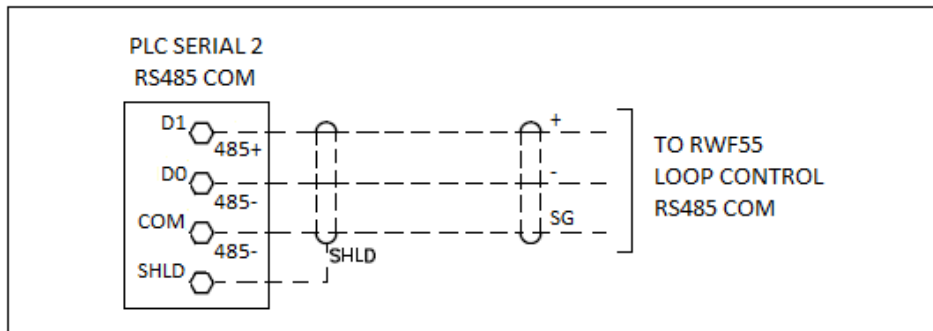 PLC SERIAL 2
RS485 COM
D1
485+
D0
485-
COM
485-
SHLD
SHLD
+
-
SG
TO RWF55
LOOP CONTROL
RS485 COM